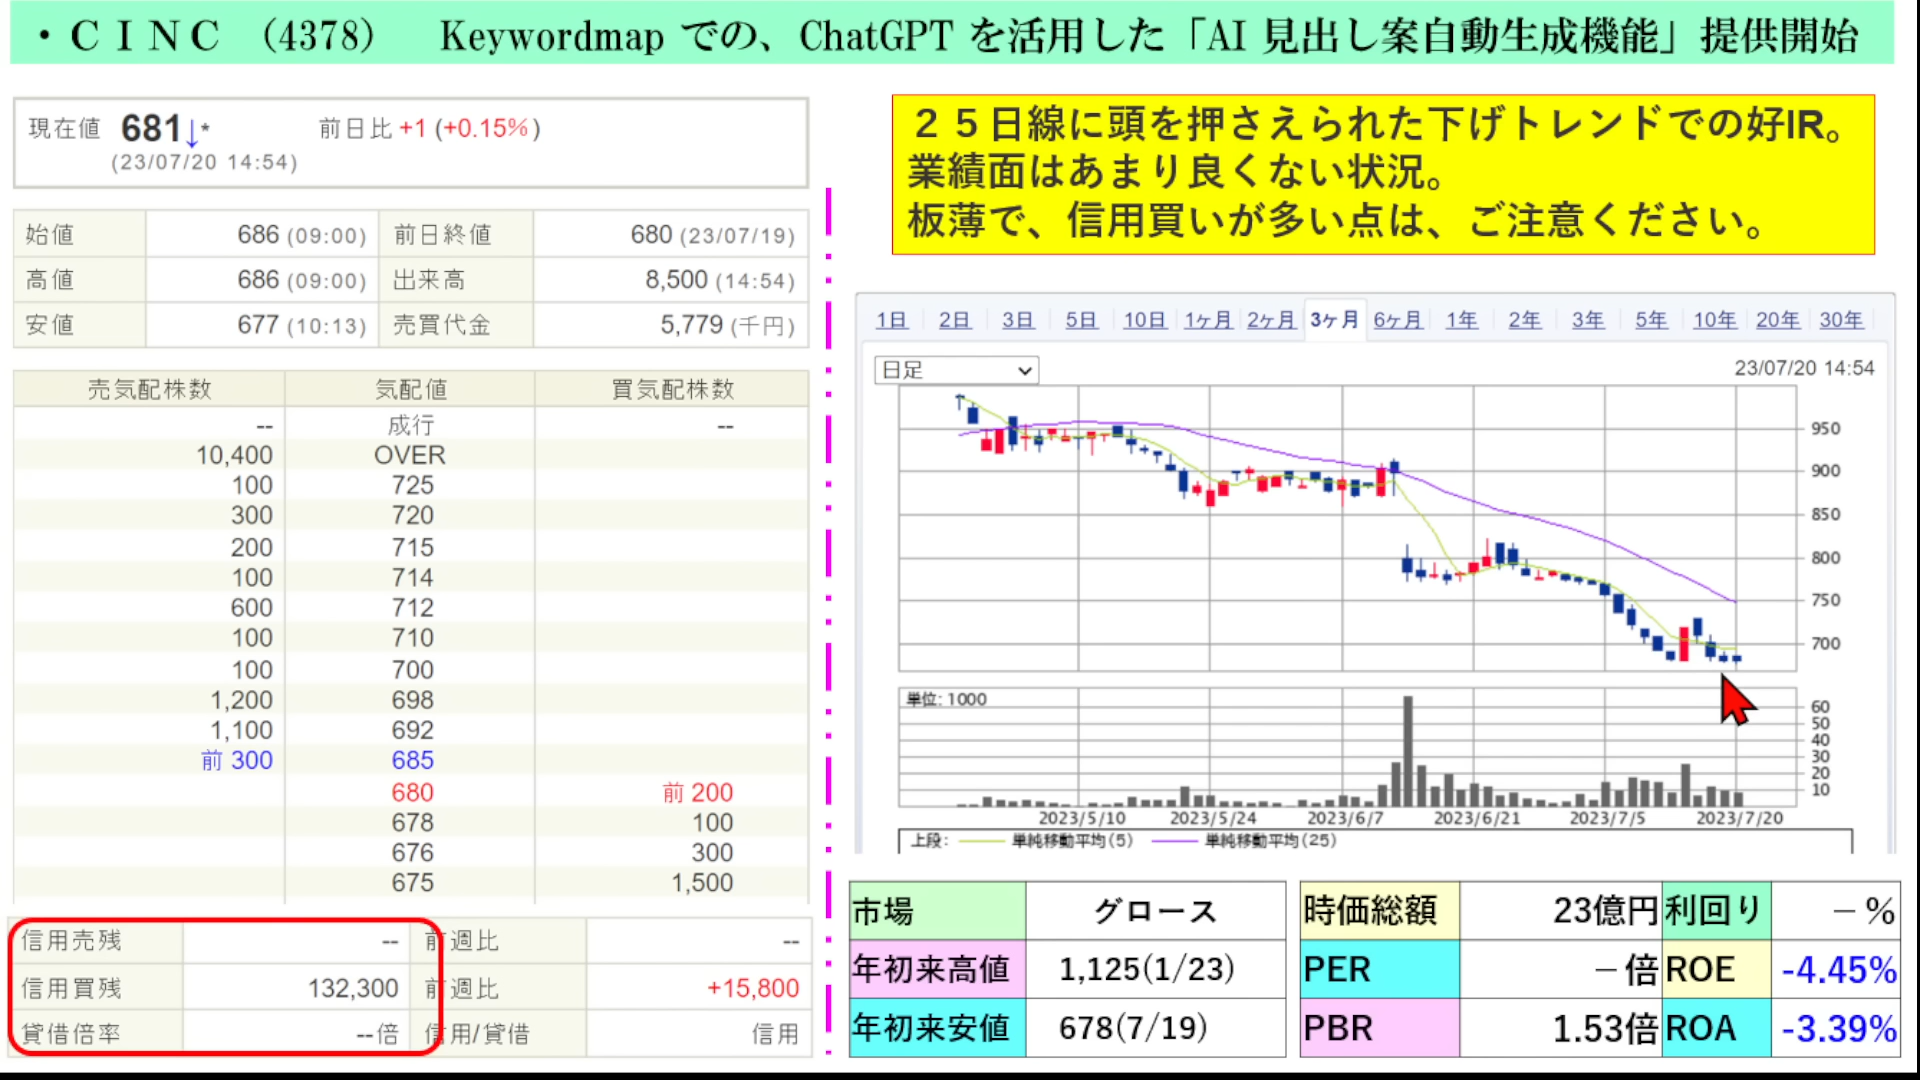 ・ＣＩＮＣ （4378） Keywordmap での、ChatGPT を活用した「AI 見出し案自動生成機能」提供開始
現在値 681↓* 前日比 +1 (+0.15%)
(23/07/20 14:54)
始値 686 (09:00) 前日終値 680 (23/07/19)
高値 686 (09:00) 出来高 8,500 (14:54)
安値 677 (10:13) 売買代金 5,779 (千円)
売気配株数 気配値 買気配株数
-- 成行 --
10,400 OVER
100 725
300 720
200 715
100 714
600 712
100 710
100 700
1,200 698
1,100 692
前 300 685
680 前 200
678 100
676 300
675 1,500
信用売残 -- 前週比 --
信用買残 132,300 前週比 +15,800
貸借倍率 --倍 信用/貸借 信用
２５日線に頭を押さえられた下げトレンドでの好IR。
業績面はあまり良くない状況。
板薄で、信用買いが多い点は、ご注意ください。
1日 2日 3日 5日 10日 1ヶ月 2ヶ月 3ヶ月 6ヶ月 1年 2年 3年 5年 10年 20年 30年
日足 23/07/20 14:54
950
900
850
800
750
700
単位: 1000
60
50
40
30
20
10
2023/5/10 2023/5/24 2023/6/7 2023/6/21 2023/7/5 2023/7/20
上段: 単純移動平均(5) 単純移動平均(25)
市場 グロース 時価総額 23億円 利回り －%
年初来高値 1,125(1/23) PER －倍 ROE -4.45%
年初来安値 678(7/19) PBR 1.53倍 ROA -3.39%